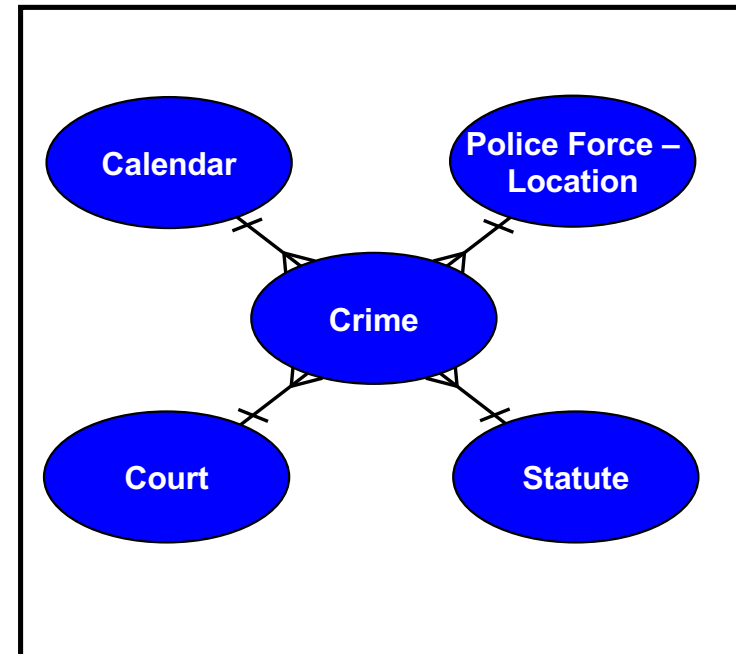 Calendar
Police Force –
Location
Crime
Court
Statute